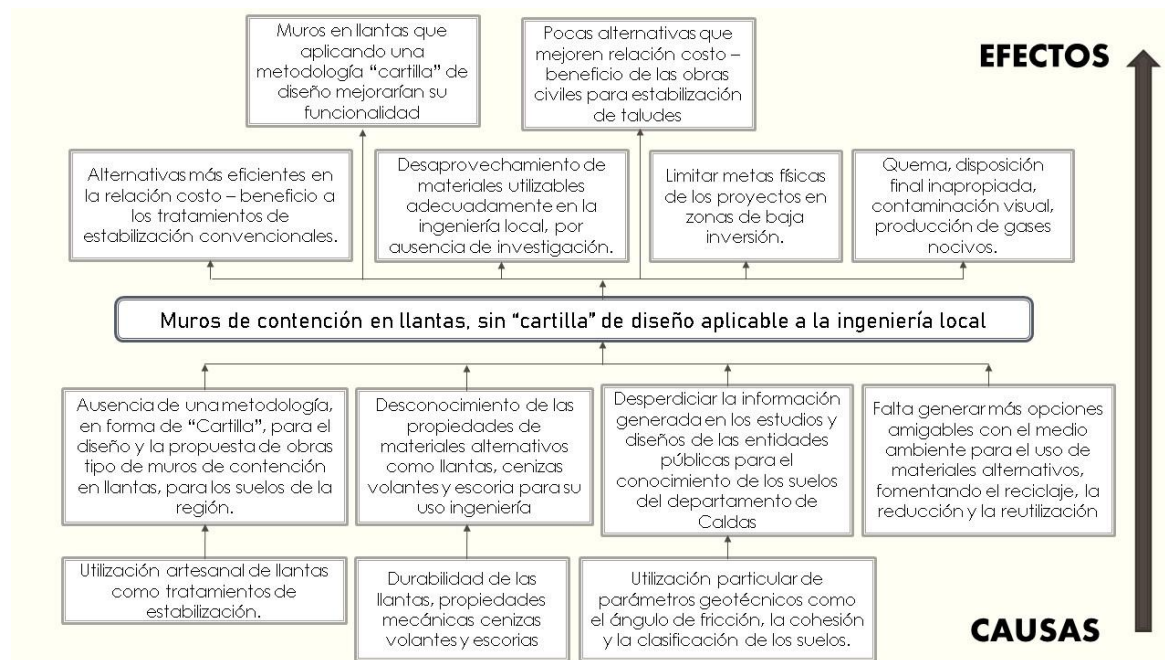 Muros en llantas que
aplicando una
metodología “cartilla” de
diseño mejorarían su
funcionalidad
Pocas alternativas que
mejoren relación costo –
beneficio de las obras
civiles para estabilización
de taludes
EFECTOS
Alternativas más eficientes en
la relación costo – beneficio a
los tratamientos de
estabilización convencionales.
Desaprovechamiento de
materiales utilizables
adecuadamente en la
ingeniería local, por
ausencia de investigación.
Limitar metas físicas
de los proyectos en
zonas de baja
inversión.
Quema, disposición
final inapropiada,
contaminación visual,
producción de gases
nocivos.
Muros de contención en llantas, sin “cartilla” de diseño aplicable a la ingeniería local
Ausencia de una metodología,
en forma de “Cartilla”, para el
diseño y la propuesta de obras
tipo de muros de contención
en llantas, para los suelos de la
región.
Desconocimiento de las
propiedades de
materiales alternativos
como llantas, cenizas
volantes y escoria para su
uso ingeniería
Desperdiciar la información
generada en los estudios y
diseños de las entidades
públicas para el
conocimiento de los suelos
del departamento de
Caldas
Falta generar más opciones
amigables con el medio
ambiente para el uso de
materiales alternativos,
fomentando el reciclaje, la
reducción y la reutilización
Utilización artesanal de llantas
como tratamientos de
estabilización.
Durabilidad de las
llantas, propiedades
mecánicas cenizas
volantes y escorias
Utilización particular de
parámetros geotécnicos como
el ángulo de fricción, la cohesión
y la clasificación de los suelos.
CAUSAS